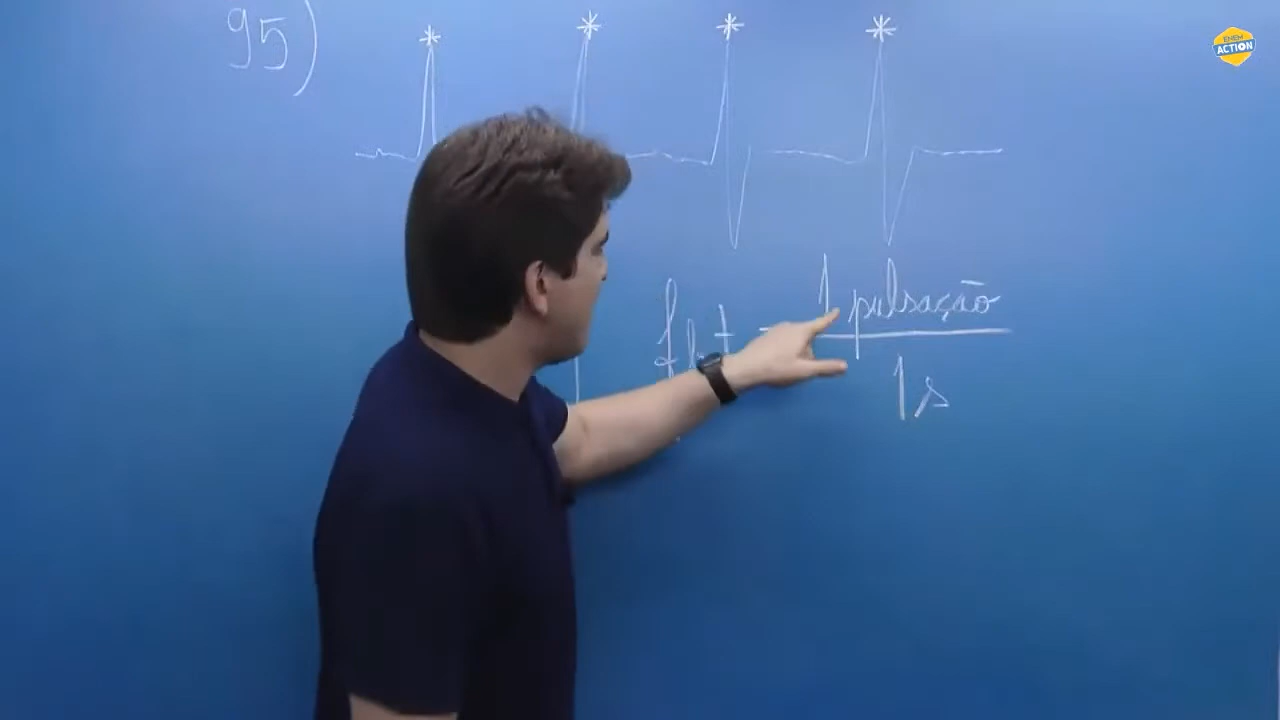 95)
* * * *
1 pulsação
1 s
ENEM
ACTION